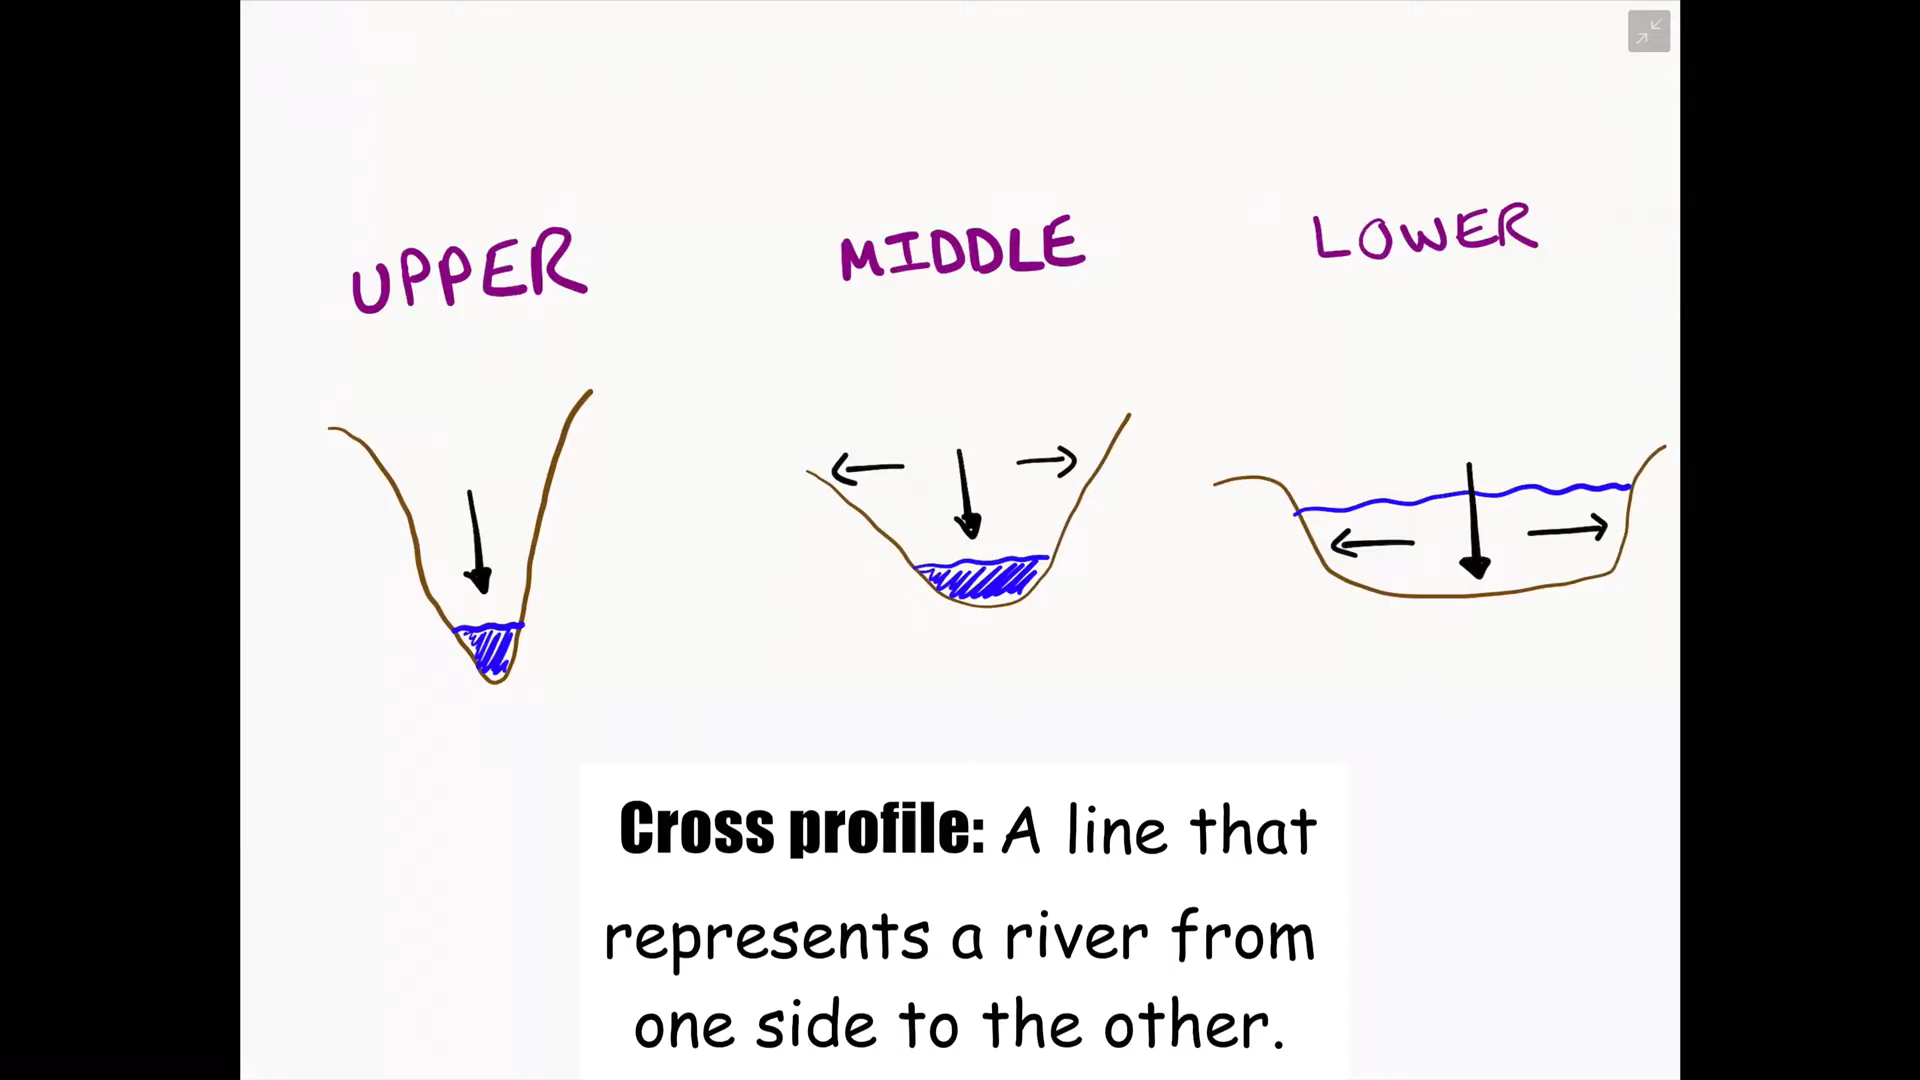 UPPER
MIDDLE
LOWER
Cross profile: A line that
represents a river from
one side to the other.